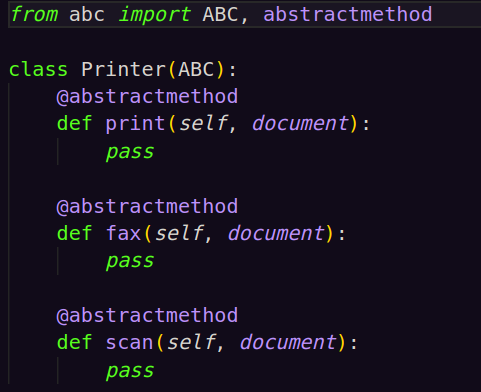 from abc import ABC, abstractmethod
class Printer(ABC):
    @abstractmethod
    def print(self, document):
        pass
    @abstractmethod
    def fax(self, document):
        pass
    @abstractmethod
    def scan(self, document):
        pass